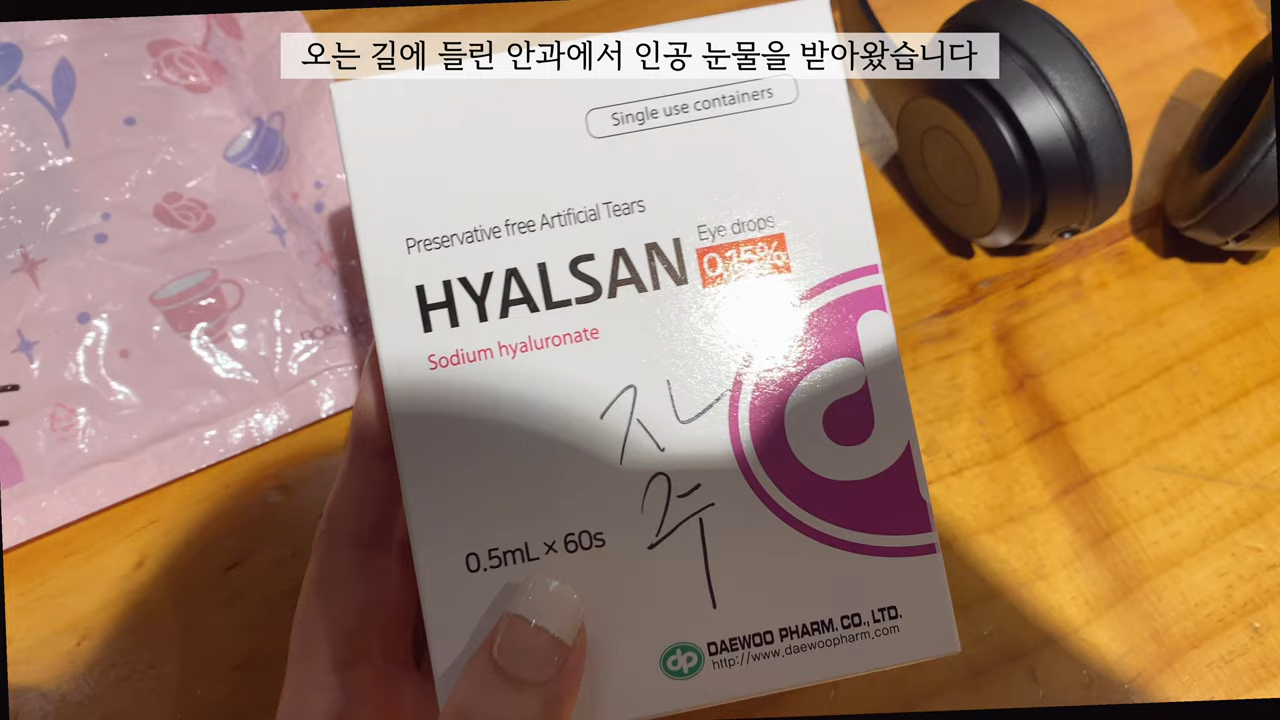 오는 길에 들린 안과에서 인공 눈물을 받아왔습니다
Single use containers
Preservative free Artificial Tears
Eye drops
HYALSAN 0.15%
Sodium hyaluronate
0.5mL × 60s
dp DAEWOO PHARM. CO., LTD.
http://www.daewoopharm.com